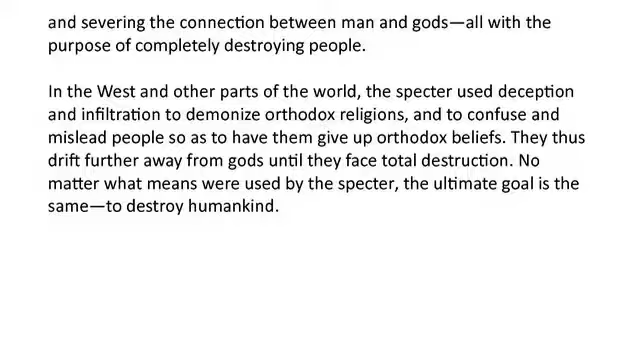 and severing the connection between man and gods—all with the
purpose of completely destroying people.
In the West and other parts of the world, the specter used deception
and infiltration to demonize orthodox religions, and to confuse and
mislead people so as to have them give up orthodox beliefs. They thus
drift further away from gods until they face total destruction. No
matter what means were used by the specter, the ultimate goal is the
same—to destroy humankind.